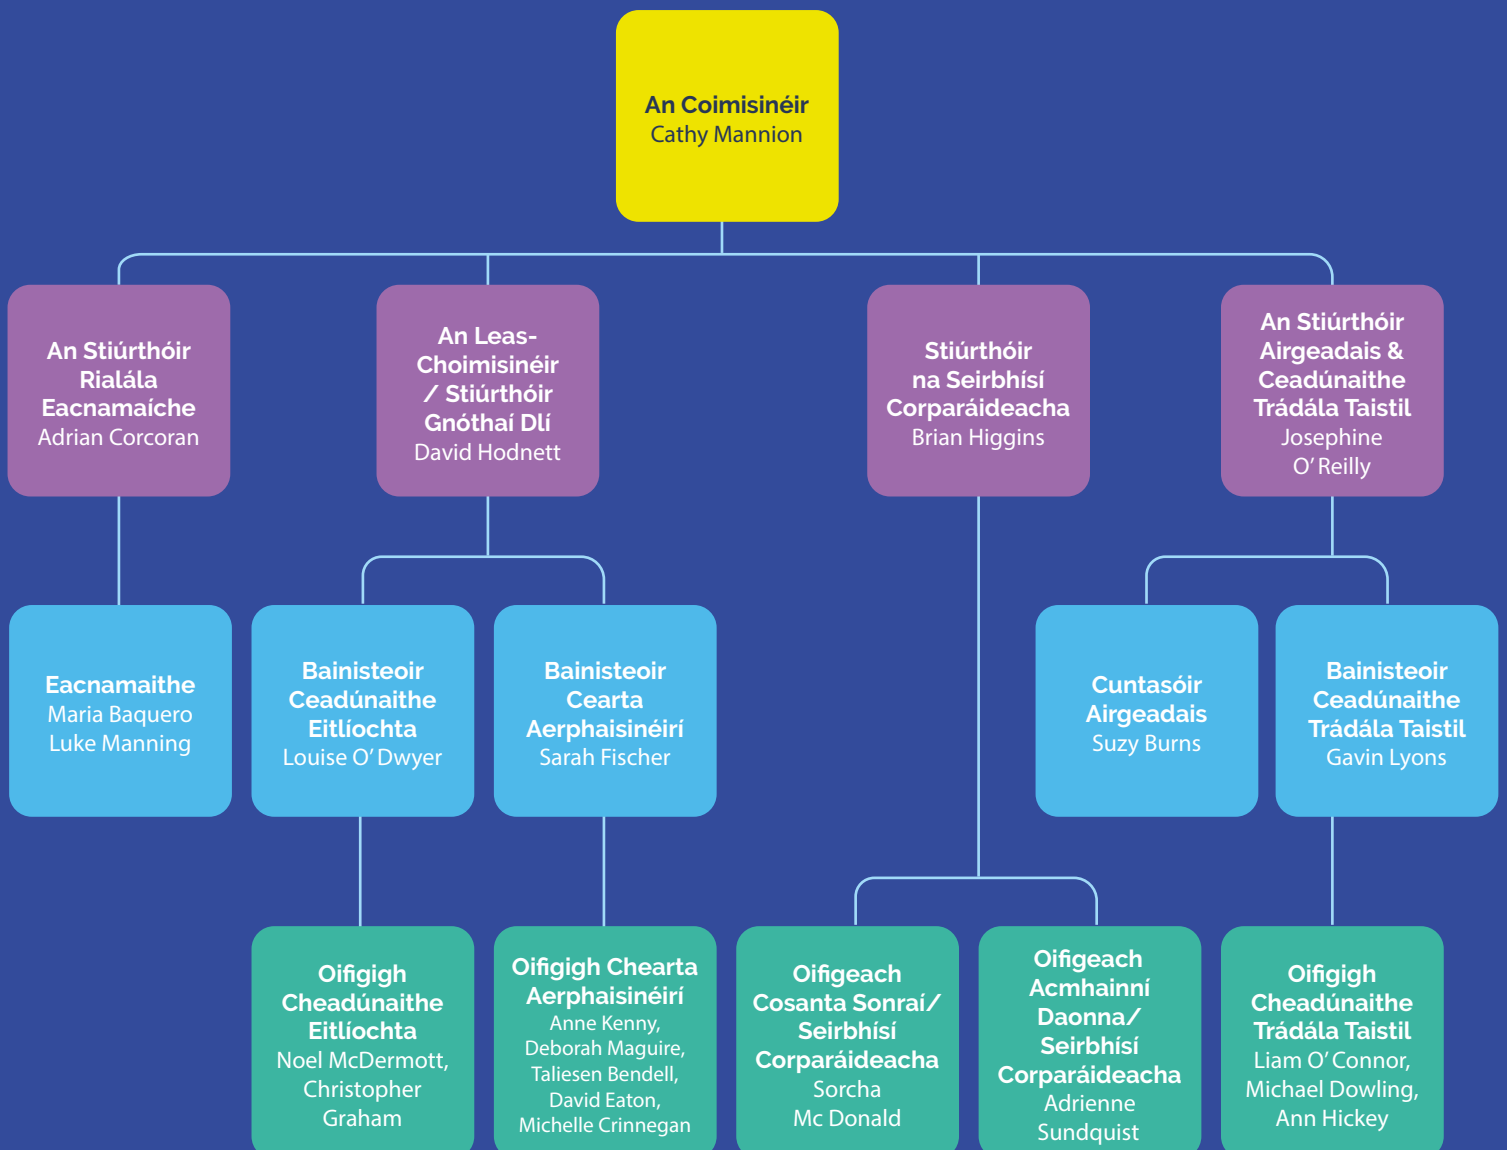 An Coimisinéir
Cathy Mannion
An Stiúrthóir
Rialála
Eacnamaíche
Adrian Corcoran
An Leas-
Choimisinéir
/ Stiúrthóir
Gnóthaí Dlí
David Hodnett
Stiúrthóir
na Seirbhísí
Corparáideacha
Brian Higgins
An Stiúrthóir
Airgeadais &
Ceadúnaithe
Trádála Taistil
Josephine
O' Reilly
Eacnamaithe
Maria Baquero
Luke Manning
Bainisteoir
Ceadúnaithe
Eitlíochta
Louise O' Dwyer
Bainisteoir
Cearta
Aerphaisinéirí
Sarah Fischer
Cuntasóir
Airgeadais
Suzy Burns
Bainisteoir
Ceadúnaithe
Trádála Taistil
Gavin Lyons
Oifigigh
Cheadúnaithe
Eitlíochta
Noel McDermott,
Christopher
Graham
Oifigigh Chearta
Aerphaisinéirí
Anne Kenny,
Deborah Maguire,
Taliesen Bendell,
David Eaton,
Michelle Crinnegan
Oifigeach
Cosanta Sonraí/
Seirbhísí
Corparáideacha
Sorcha
Mc Donald
Oifigeach
Acmhainní
Daonna/
Seirbhísí
Corparáideacha
Adrienne
Sundquist
Oifigigh
Cheadúnaithe
Trádála Taistil
Liam O' Connor,
Michael Dowling,
Ann Hickey